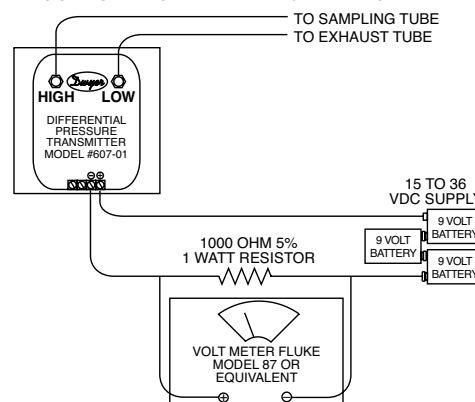 TO SAMPLING TUBE
TO EXHAUST TUBE
Dwyer
HIGH LOW
DIFFERENTIAL
PRESSURE
TRANSMITTER
MODEL #607-01
⊖ ⊕
15 TO 36
VDC SUPPLY
9 VOLT
BATTERY
9 VOLT
BATTERY
9 VOLT
BATTERY
1000 OHM 5%
1 WATT RESISTOR
VOLT METER FLUKE
MODEL 87 OR
EQUIVALENT
⊕ ⊖